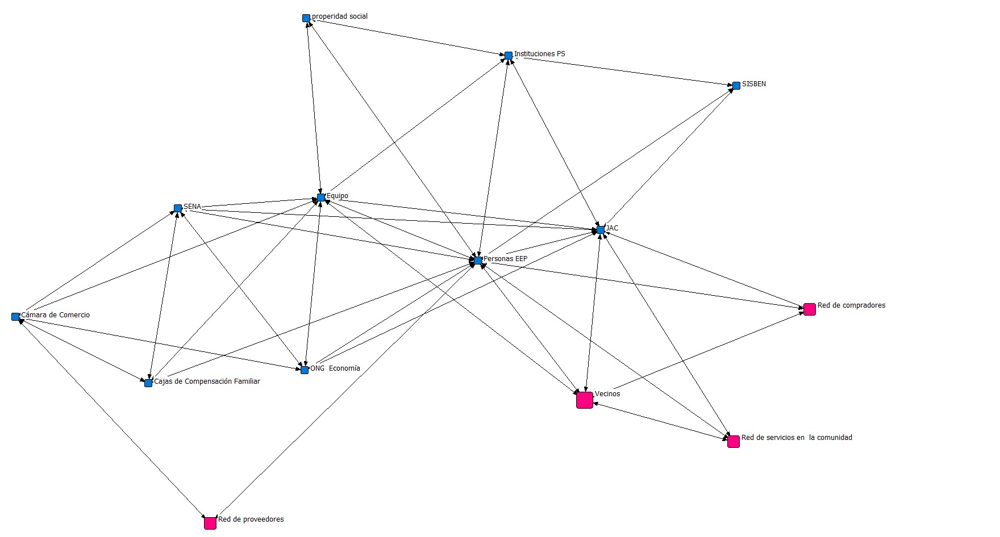 properidad social
Instituciones PS
SISBEN
Equipo
SENA
JAC
Personas EEP
Red de compradores
Cámara de Comercio
ONG  Economía
Cajas de Compensación Familiar
Vecinos
Red de servicios en  la comunidad
Red de proveedores